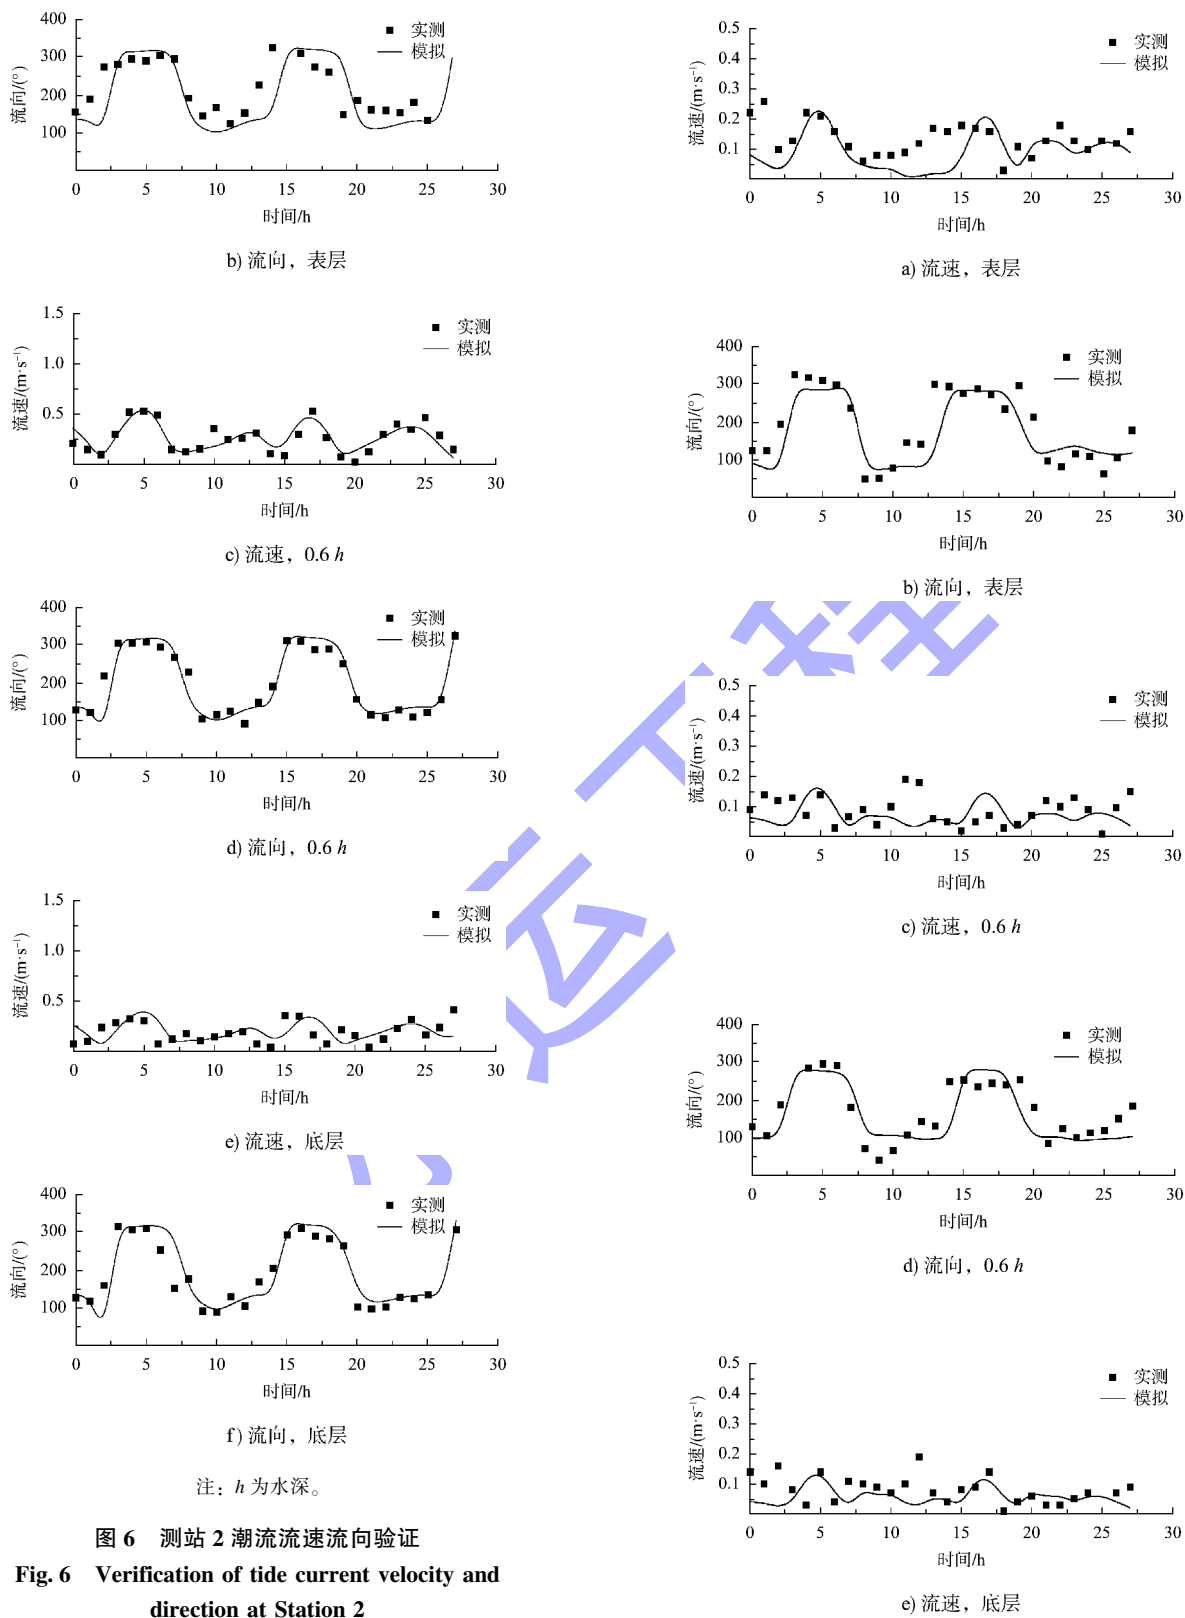 400
300
200
100
流向/(°)
实测
模拟
0 5 10 15 20 25 30
时间/h
b) 流向，表层
1.5
1.0
0.5
流速/(m·s⁻¹)
实测
模拟
0 5 10 15 20 25 30
时间/h
c) 流速，0.6 h
400
300
200
100
流向/(°)
实测
模拟
0 5 10 15 20 25 30
时间/h
d) 流向，0.6 h
1.5
1.0
0.5
流速/(m·s⁻¹)
实测
模拟
0 5 10 15 20 25 30
时间/h
e) 流速，底层
400
300
200
100
流向/(°)
实测
模拟
0 5 10 15 20 25 30
时间/h
f) 流向，底层
注：h 为水深。
图 6 测站 2 潮流流速流向验证
Fig. 6 Verification of tide current velocity and
direction at Station 2
0.5
0.4
0.3
0.2
0.1
流速/(m·s⁻¹)
实测
模拟
0 5 10 15 20 25 30
时间/h
a) 流速，表层
400
300
200
100
流向/(°)
实测
模拟
0 5 10 15 20 25 30
时间/h
b) 流向，表层
0.5
0.4
0.3
0.2
0.1
流速/(m·s⁻¹)
实测
模拟
0 5 10 15 20 25 30
时间/h
c) 流速，0.6 h
400
300
200
100
流向/(°)
实测
模拟
0 5 10 15 20 25 30
时间/h
d) 流向，0.6 h
0.5
0.4
0.3
0.2
0.1
流速/(m·s⁻¹)
实测
模拟
0 5 10 15 20 25 30
时间/h
e) 流速，底层